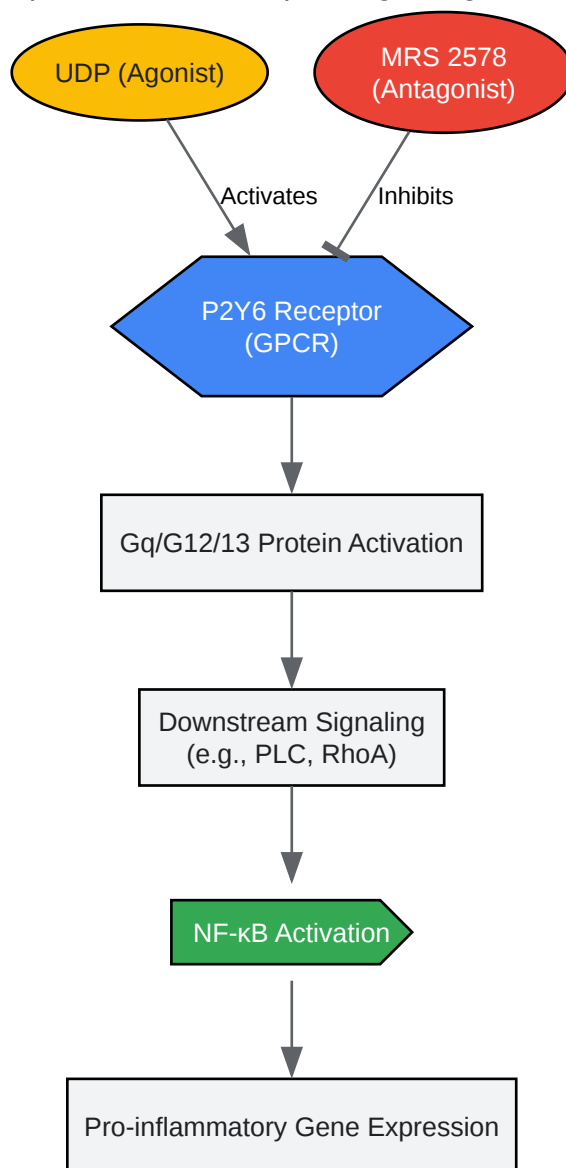 UDP (Agonist)
MRS 2578
(Antagonist)
Activates
Inhibits
P2Y6 Receptor
(GPCR)
Gq/G12/13 Protein Activation
Downstream Signaling
(e.g., PLC, RhoA)
NF-κB Activation
Pro-inflammatory Gene Expression